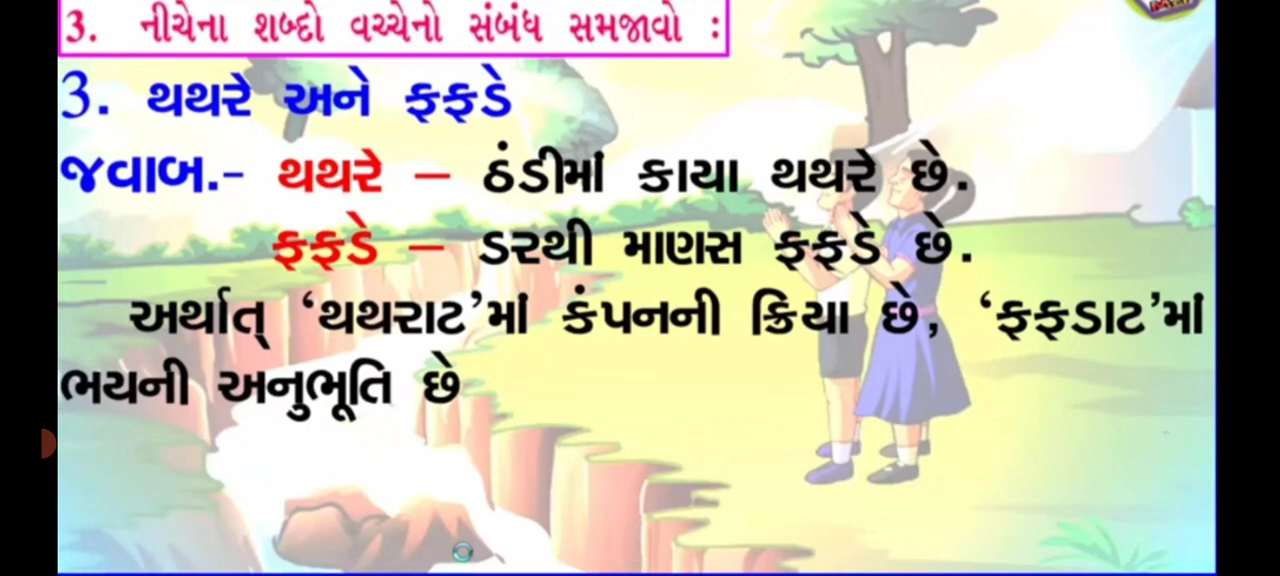 3. નીચેના શબ્દો વચ્ચેનો સંબંધ સમજાવો :
3. થથરે અને ફફડે
જવાબ.- થથરે – ઠંડીમાં કાયા થથરે છે.
ફફડે – ડરથી માણસ ફફડે છે.
અર્થાત્ ‘થથરાટ’માં કંપનની ક્રિયા છે, ‘ફફડાટ’માં
ભયની અનુભૂતિ છે